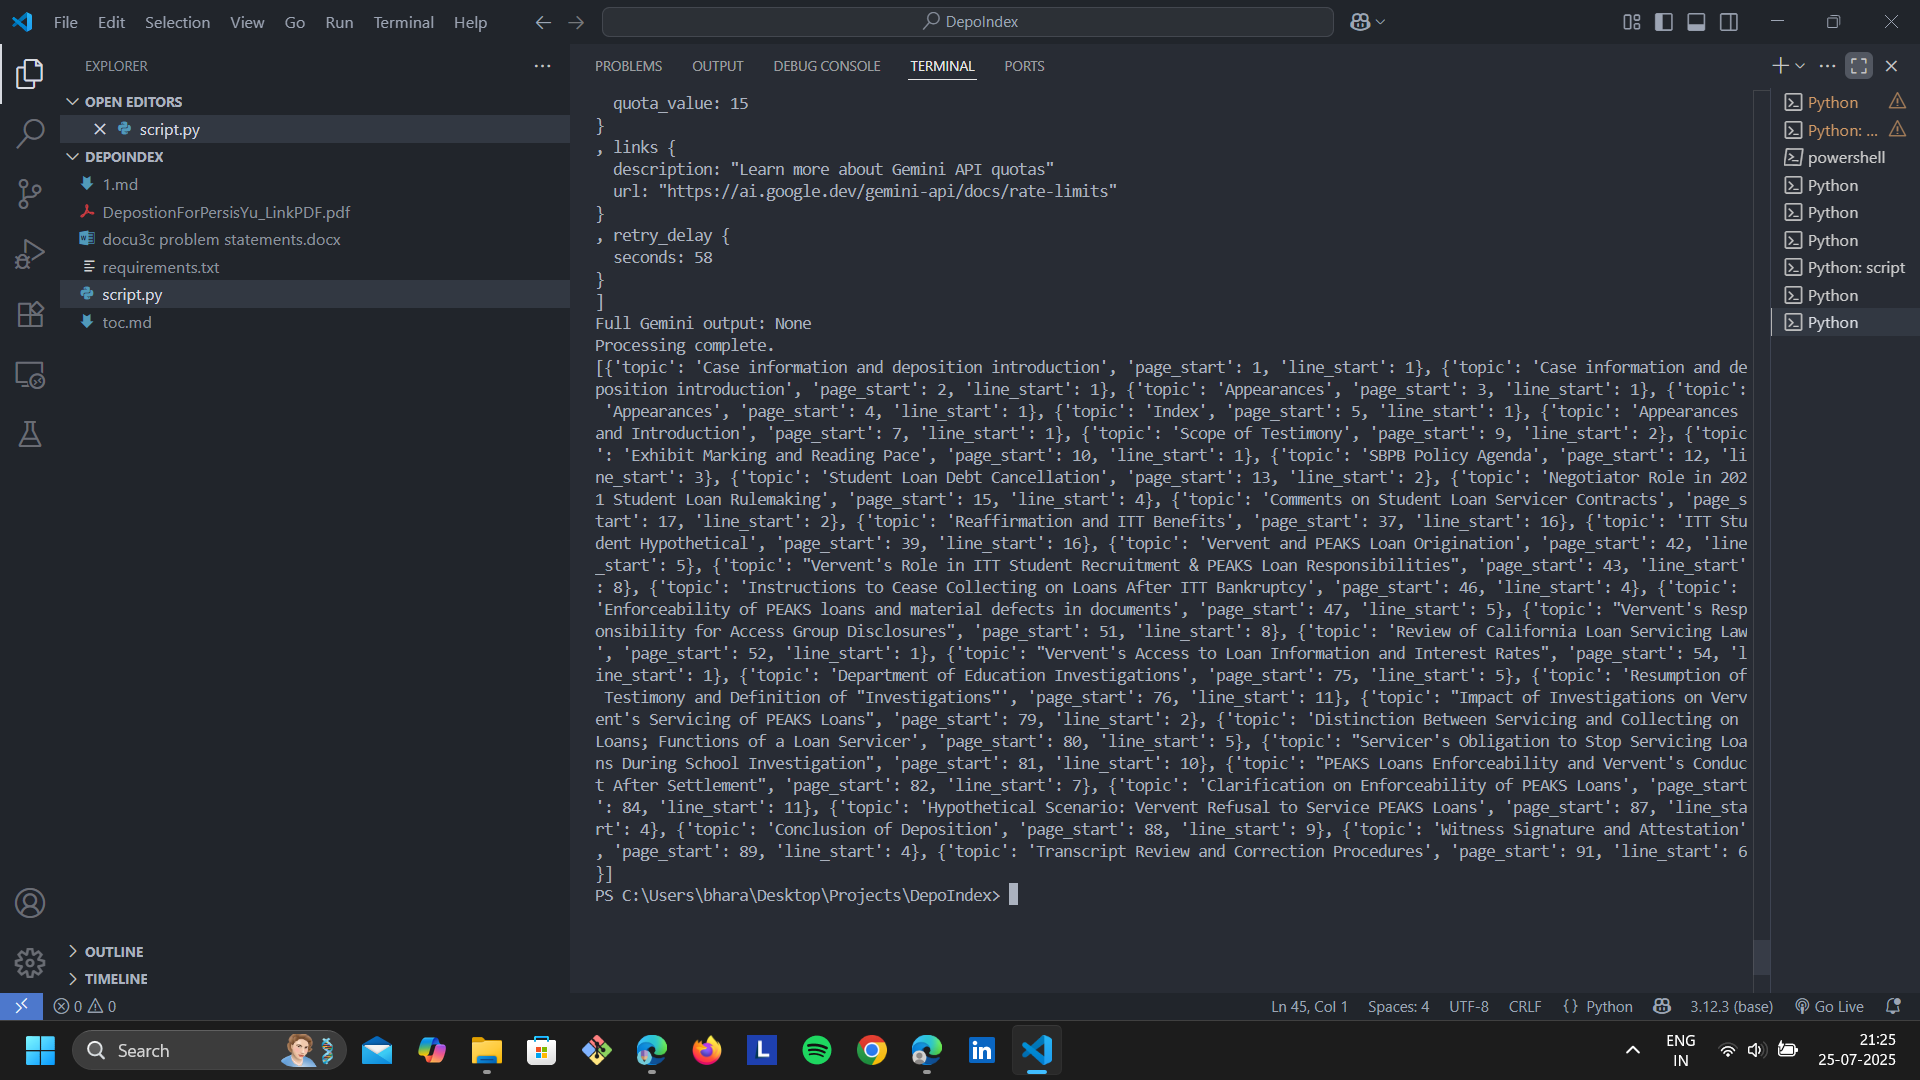 File Edit Selection View Go Run Terminal Help
DepoIndex
EXPLORER
OPEN EDITORS
script.py
DEPOINDEX
1.md
DepostionForPersisYu_LinkPDF.pdf
docu3c problem statements.docx
requirements.txt
script.py
toc.md
OUTLINE
TIMELINE
PROBLEMS OUTPUT DEBUG CONSOLE TERMINAL PORTS
quota_value: 15
}
, links {
description: "Learn more about Gemini API quotas"
url: "https://ai.google.dev/gemini-api/docs/rate-limits"
}
, retry_delay {
seconds: 58
}
]
Full Gemini output: None
Processing complete.
[{'topic': 'Case information and deposition introduction', 'page_start': 1, 'line_start': 1}, {'topic': 'Case information and de
position introduction', 'page_start': 2, 'line_start': 1}, {'topic': 'Appearances', 'page_start': 3, 'line_start': 1}, {'topic':
'Appearances', 'page_start': 4, 'line_start': 1}, {'topic': 'Index', 'page_start': 5, 'line_start': 1}, {'topic': 'Appearances
and Introduction', 'page_start': 7, 'line_start': 1}, {'topic': 'Scope of Testimony', 'page_start': 9, 'line_start': 2}, {'topic
': 'Exhibit Marking and Reading Pace', 'page_start': 10, 'line_start': 1}, {'topic': 'SBPB Policy Agenda', 'page_start': 12, 'li
ne_start': 3}, {'topic': 'Student Loan Debt Cancellation', 'page_start': 13, 'line_start': 2}, {'topic': 'Negotiator Role in 202
1 Student Loan Rulemaking', 'page_start': 15, 'line_start': 4}, {'topic': 'Comments on Student Loan Servicer Contracts', 'page_s
tart': 17, 'line_start': 2}, {'topic': 'Reaffirmation and ITT Benefits', 'page_start': 37, 'line_start': 16}, {'topic': 'ITT Stu
dent Hypothetical', 'page_start': 39, 'line_start': 16}, {'topic': 'Vervent and PEAKS Loan Origination', 'page_start': 42, 'line
_start': 5}, {'topic': "Vervent's Role in ITT Student Recruitment & PEAKS Loan Responsibilities", 'page_start': 43, 'line_start'
: 8}, {'topic': 'Instructions to Cease Collecting on Loans After ITT Bankruptcy', 'page_start': 46, 'line_start': 4}, {'topic':
'Enforceability of PEAKS loans and material defects in documents', 'page_start': 47, 'line_start': 5}, {'topic': "Vervent's Resp
onsibility for Access Group Disclosures", 'page_start': 51, 'line_start': 8}, {'topic': 'Review of California Loan Servicing Law
', 'page_start': 52, 'line_start': 1}, {'topic': "Vervent's Access to Loan Information and Interest Rates", 'page_start': 54, 'l
ine_start': 1}, {'topic': 'Department of Education Investigations', 'page_start': 75, 'line_start': 5}, {'topic': 'Resumption of
Testimony and Definition of "Investigations"', 'page_start': 76, 'line_start': 11}, {'topic': "Impact of Investigations on Verv
ent's Servicing of PEAKS Loans", 'page_start': 79, 'line_start': 2}, {'topic': 'Distinction Between Servicing and Collecting on
Loans; Functions of a Loan Servicer', 'page_start': 80, 'line_start': 5}, {'topic': "Servicer's Obligation to Stop Servicing Loa
ns During School Investigation", 'page_start': 81, 'line_start': 10}, {'topic': "PEAKS Loans Enforceability and Vervent's Conduc
t After Settlement", 'page_start': 82, 'line_start': 7}, {'topic': 'Clarification on Enforceability of PEAKS Loans', 'page_start
': 84, 'line_start': 11}, {'topic': 'Hypothetical Scenario: Vervent Refusal to Service PEAKS Loans', 'page_start': 87, 'line_sta
rt': 4}, {'topic': 'Conclusion of Deposition', 'page_start': 88, 'line_start': 9}, {'topic': 'Witness Signature and Attestation'
, 'page_start': 89, 'line_start': 4}, {'topic': 'Transcript Review and Correction Procedures', 'page_start': 91, 'line_start': 6
}]
PS C:\Users\bhara\Desktop\Projects\DepoIndex>
Python
Python: ...
powershell
Python
Python
Python
Python: script
Python
Python
0 0
Ln 45, Col 1 Spaces: 4 UTF-8 CRLF {} Python 3.12.3 (base) Go Live
Search
L
in
ENG
IN
21:25
25-07-2025